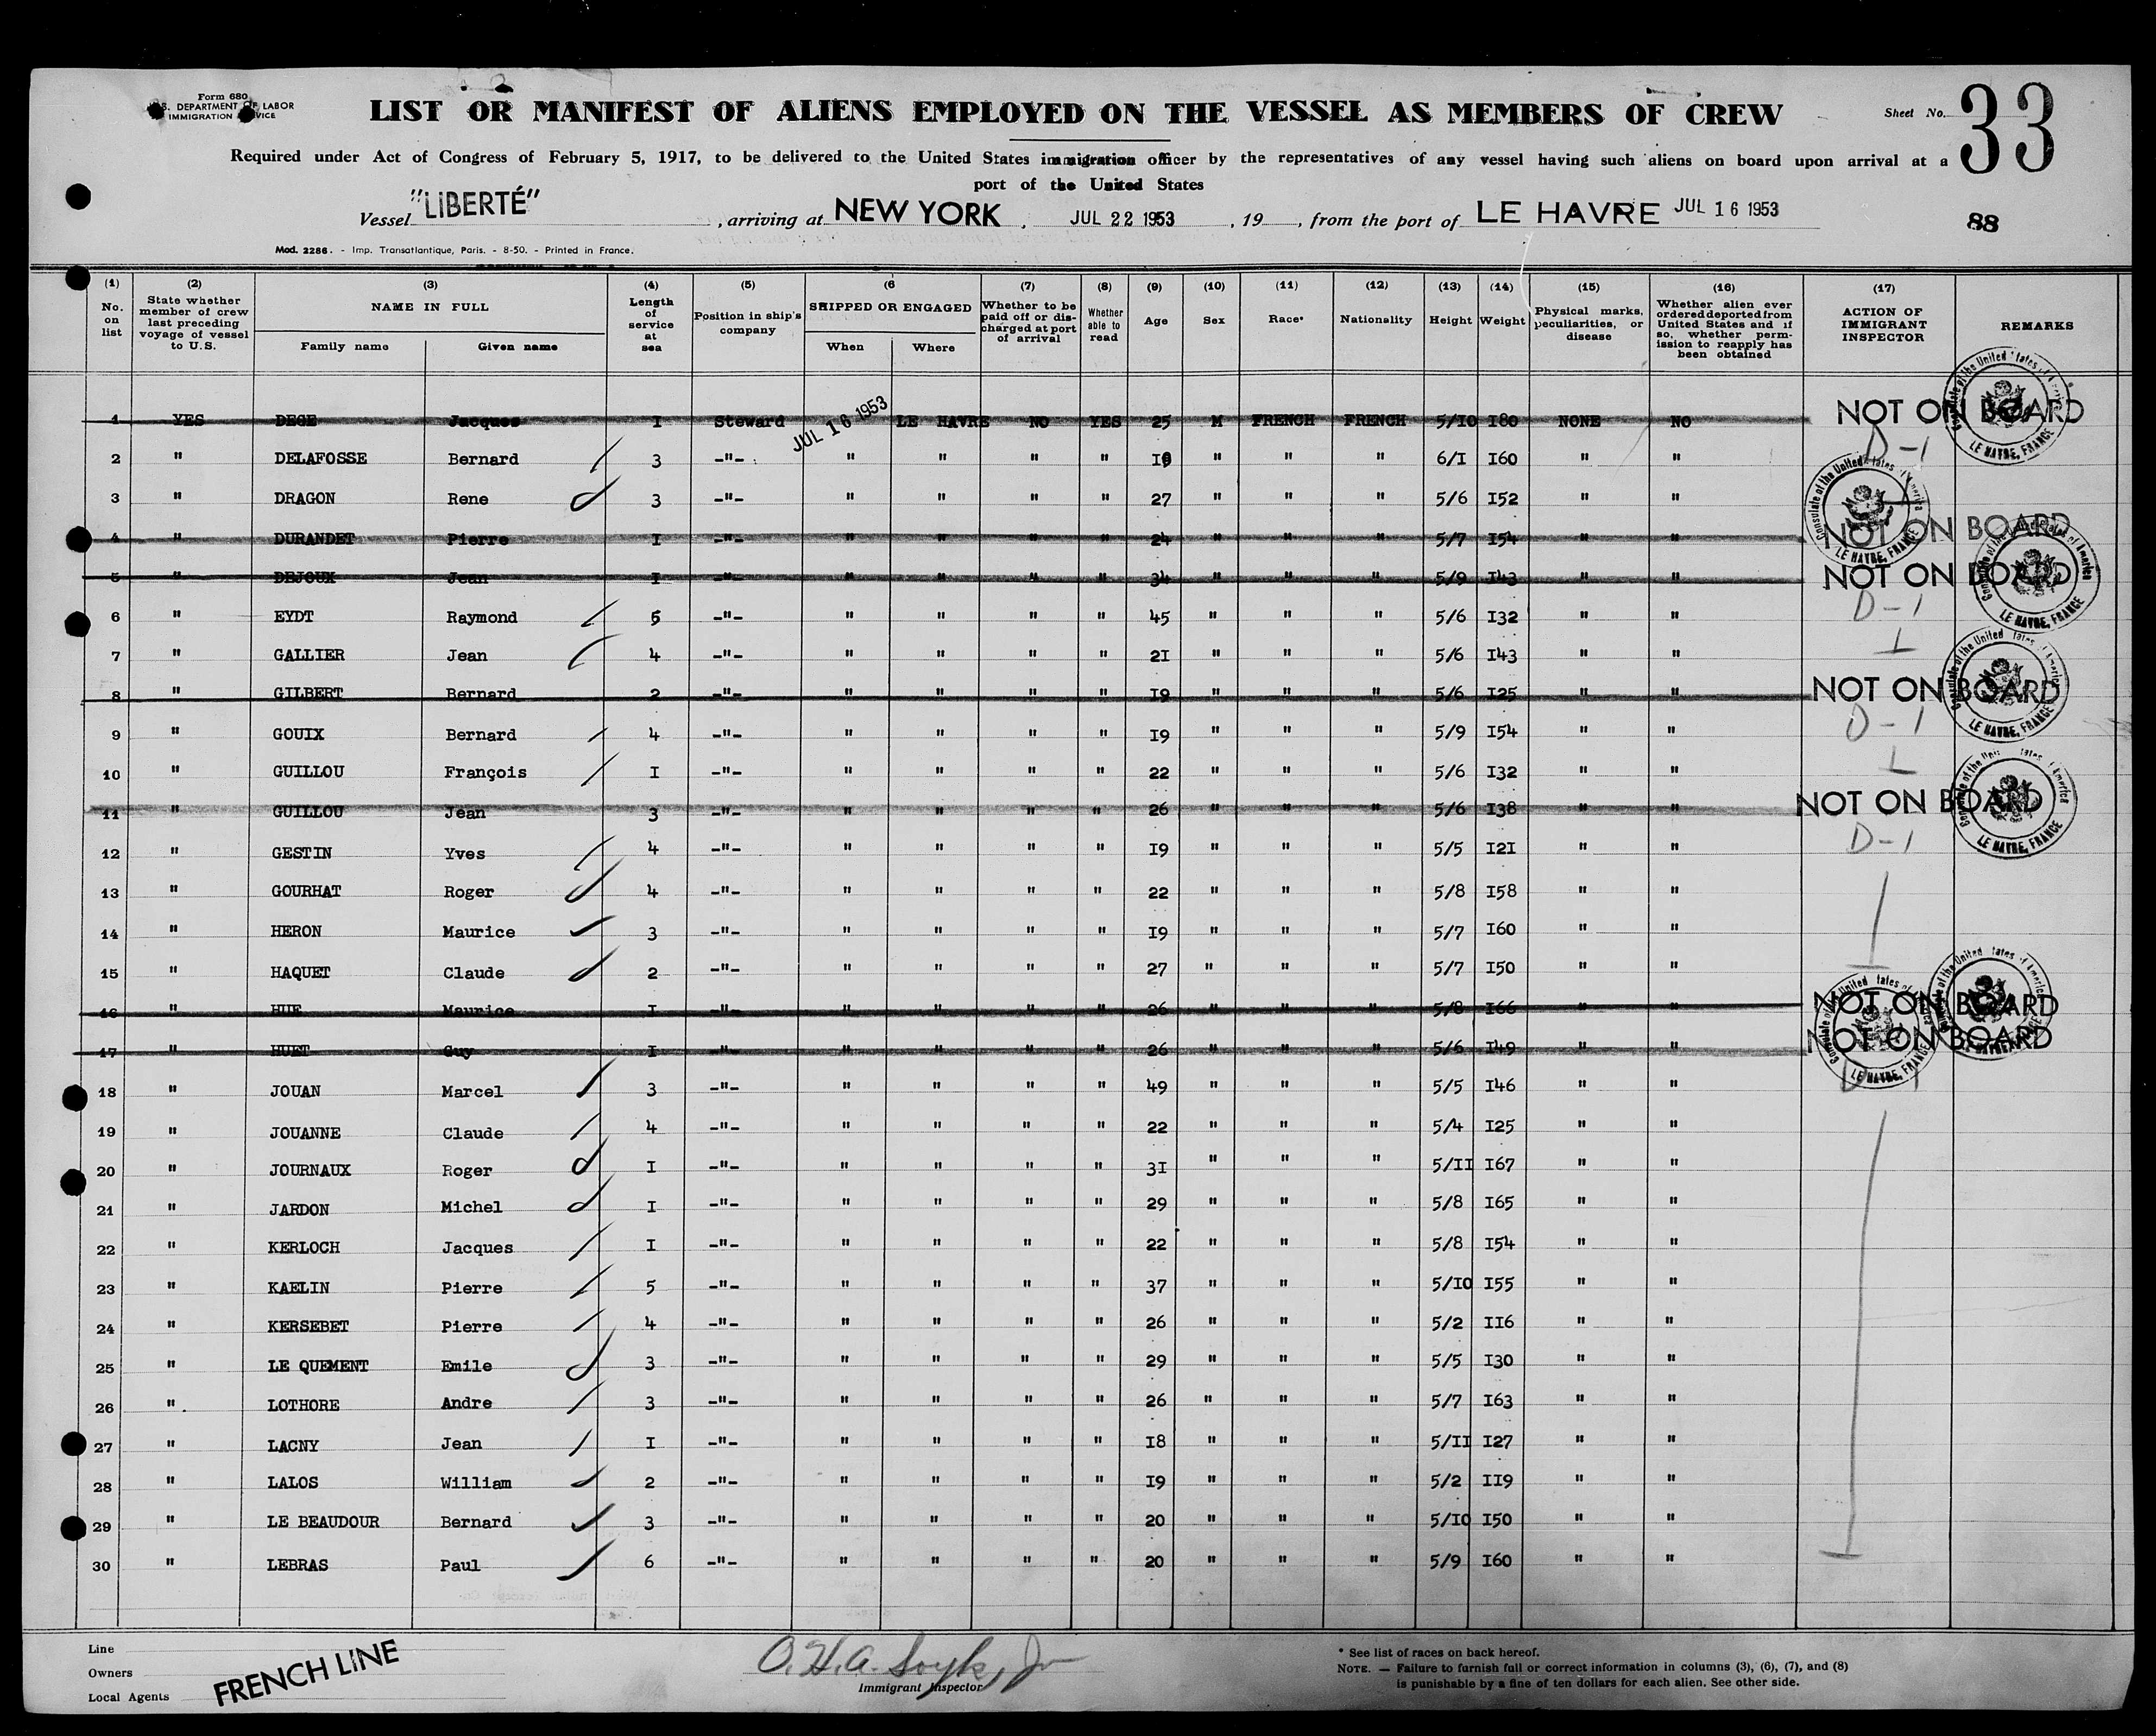 Form 680
U.S. DEPARTMENT OF LABOR
IMMIGRATION SERVICE
LIST OR MANIFEST OF ALIENS EMPLOYED ON THE VESSEL AS MEMBERS OF CREW
Sheet No. 33
Required under Act of Congress of February 5, 1917, to be delivered to the United States immigration officer by the representatives of any vessel having such aliens on board upon arrival at a
port of the United States
Vessel "LiBERTÉ", arriving at NEW YORK, JUL 22 1953, 19 , from the port of LE HAVRE JUL 16 1953
88
Mod. 2286. - Imp. Transatlantique, Paris. - 8-50. - Printed in France.
(1) No. on list
(2) State whether member of crew last preceding voyage of vessel to U.S.
(3) NAME IN FULL
Family name Given name
(4) Length of service at sea
(5) Position in ship's company
(6 SHIPPED OR ENGAGED
When Where
(7) Whether to be paid off or discharged at port of arrival
(8) Whether able to read
(9) Age
(10) Sex
(11) Race*
(12) Nationality
(13) Height
(14) Weight
(15) Physical marks, peculiarities, or disease
(16) Whether alien ever ordered deported from United States and if so, whether permission to reapply has been obtained
(17) ACTION OF IMMIGRANT INSPECTOR
REMARKS
1 YES DEGE Jacques I Steward JUL 16 1953 LE HAVRE NO YES 25 M FRENCH FRENCH 5/IO I80 NONE NO NOT ON BOARD
2 " DELAFOSSE Bernard 3 -"- " " " " " " " 6/I I60 " " D-1
3 " DRAGON Rene 3 -"- " " " " 27 " " " 5/6 I52 " "
4 " DURANDET Pierre I -"- " " " " 24 " " " 5/7 I54 " " NOT ON BOARD
5 " DEJOUX Jean I -"- " " " " 34 " " " 5/9 I43 " " NOT ON BOARD
6 " EYDT Raymond 5 -"- " " " " 45 " " " 5/6 I32 " " D-1
7 " GALLIER Jean 4 -"- " " " " 2I " " " 5/6 I43 " "
8 " GILBERT Bernard 2 -"- " " " " I9 " " " 5/6 I25 " " NOT ON BOARD
9 " GOUIX Bernard 4 -"- " " " " I9 " " " 5/9 I54 " " D-1
10 " GUILLOU François I -"- " " " " 22 " " " 5/6 I32 " "
11 " GUILLOU Jean 3 -"- " " " " 26 " " " 5/6 I38 " " NOT ON BOARD
12 " GESTIN Yves 4 -"- " " " " I9 " " " 5/5 I2I " " D-1
13 " GOURHAT Roger 4 -"- " " " " 22 " " " 5/8 I58 " "
14 " HERON Maurice 3 -"- " " " " I9 " " " 5/7 I60 " "
15 " HAQUET Claude 2 -"- " " " " 27 " " " 5/7 I50 " "
16 " HUE Maurice I -"- " " " " 26 " " " 5/8 I66 " " NOT ON BOARD
17 " HUET Guy I -"- " " " " 26 " " " 5/6 I49 " " NOT ON BOARD
18 " JOUAN Marcel 3 -"- " " " " 49 " " " 5/5 I46 " "
19 " JOUANNE Claude 4 -"- " " " " 22 " " " 5/4 I25 " "
20 " JOURNAUX Roger I -"- " " " " 3I " " " 5/II I67 " "
21 " JARDON Michel I -"- " " " " 29 " " " 5/8 I65 " "
22 " KERLOCH Jacques I -"- " " " " 22 " " " 5/8 I54 " "
23 " KAELIN Pierre 5 -"- " " " " 37 " " " 5/IO I55 " "
24 " KERSEBET Pierre 4 -"- " " " " 26 " " " 5/2 II6 " "
25 " LE QUEMENT Emile 3 -"- " " " " 29 " " " 5/5 I30 " "
26 " LOTHORE Andre 3 -"- " " " " 26 " " " 5/7 I63 " "
27 " LACNY Jean I -"- " " " " I8 " " " 5/II I27 " "
28 " LALOS William 2 -"- " " " " I9 " " " 5/2 II9 " "
29 " LE BEAUDOUR Bernard 3 -"- " " " " 20 " " " 5/IO I50 " "
30 " LEBRAS Paul 6 -"- " " " " 20 " " " 5/9 I60 " "
Consulate of the United States of America
LE HAVRE, FRANCE
Line
Owners
Local Agents
FRENCH LINE
Immigrant Inspector
* See list of races on back hereof.
NOTE. — Failure to furnish full or correct information in columns (3), (6), (7), and (8)
is punishable by a fine of ten dollars for each alien. See other side.